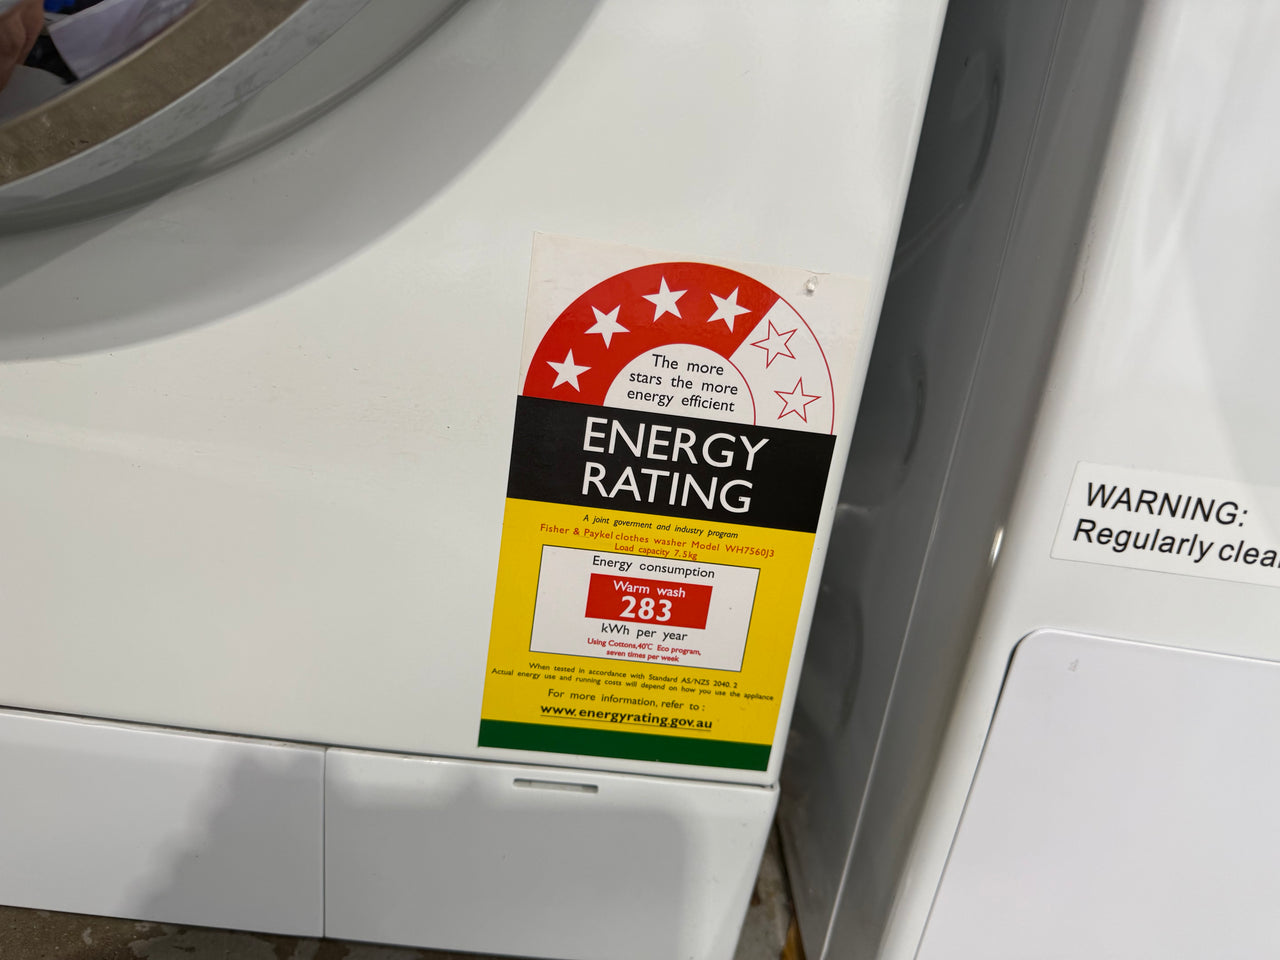 The more
stars the more
energy efficient
ENERGY
RATING
A joint goverment and industry program
Fisher & Paykel clothes washer Model WH7560J3
Load capacity 7.5kg
Energy consumption
Warm wash
283
kWh per year
Using Cottons,40°C Eco program,
seven times per week
When tested in accordance with Standard AS/NZS 2040. 2
Actual energy use and running costs will depend on how you use the appliance
For more information, refer to :
www.energyrating.gov.au
WARNING:
Regularly clea